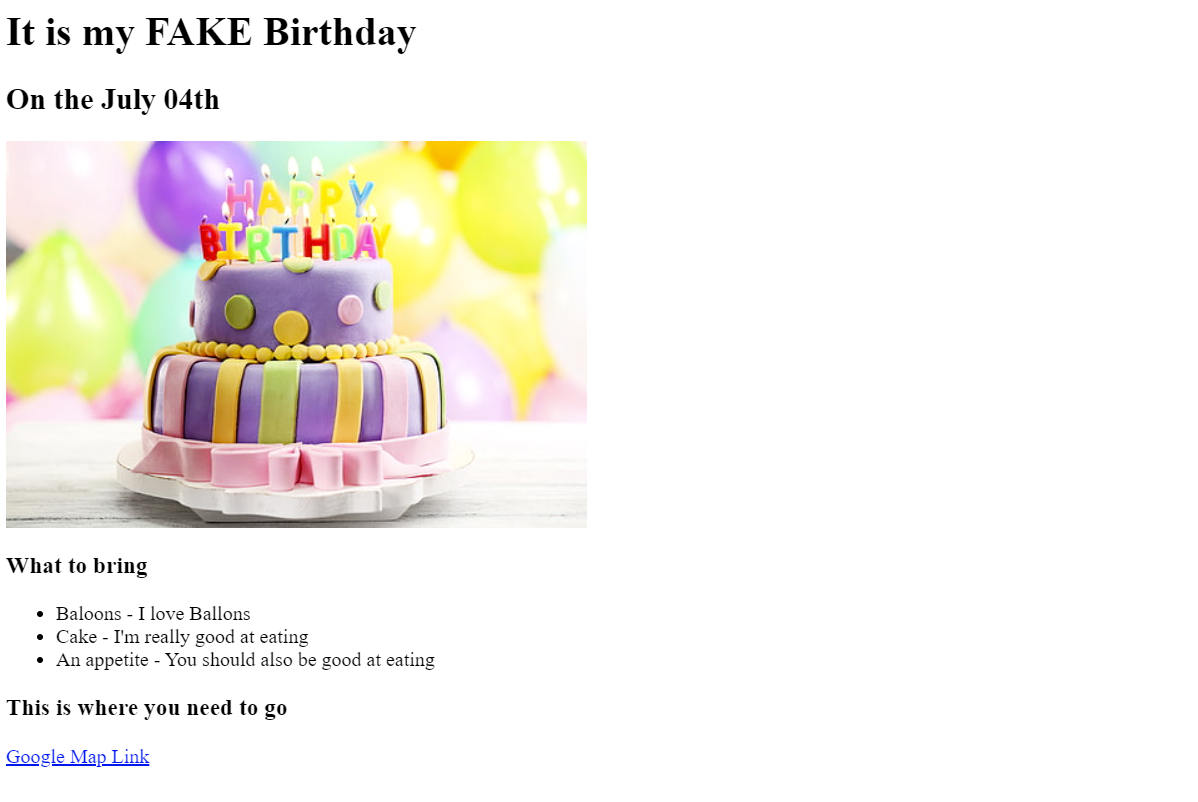 It is my FAKE Birthday
On the July 04th
HAPPY
BIRTHDAY
What to bring
Baloons - I love Ballons
Cake - I'm really good at eating
An appetite - You should also be good at eating
This is where you need to go
Google Map Link